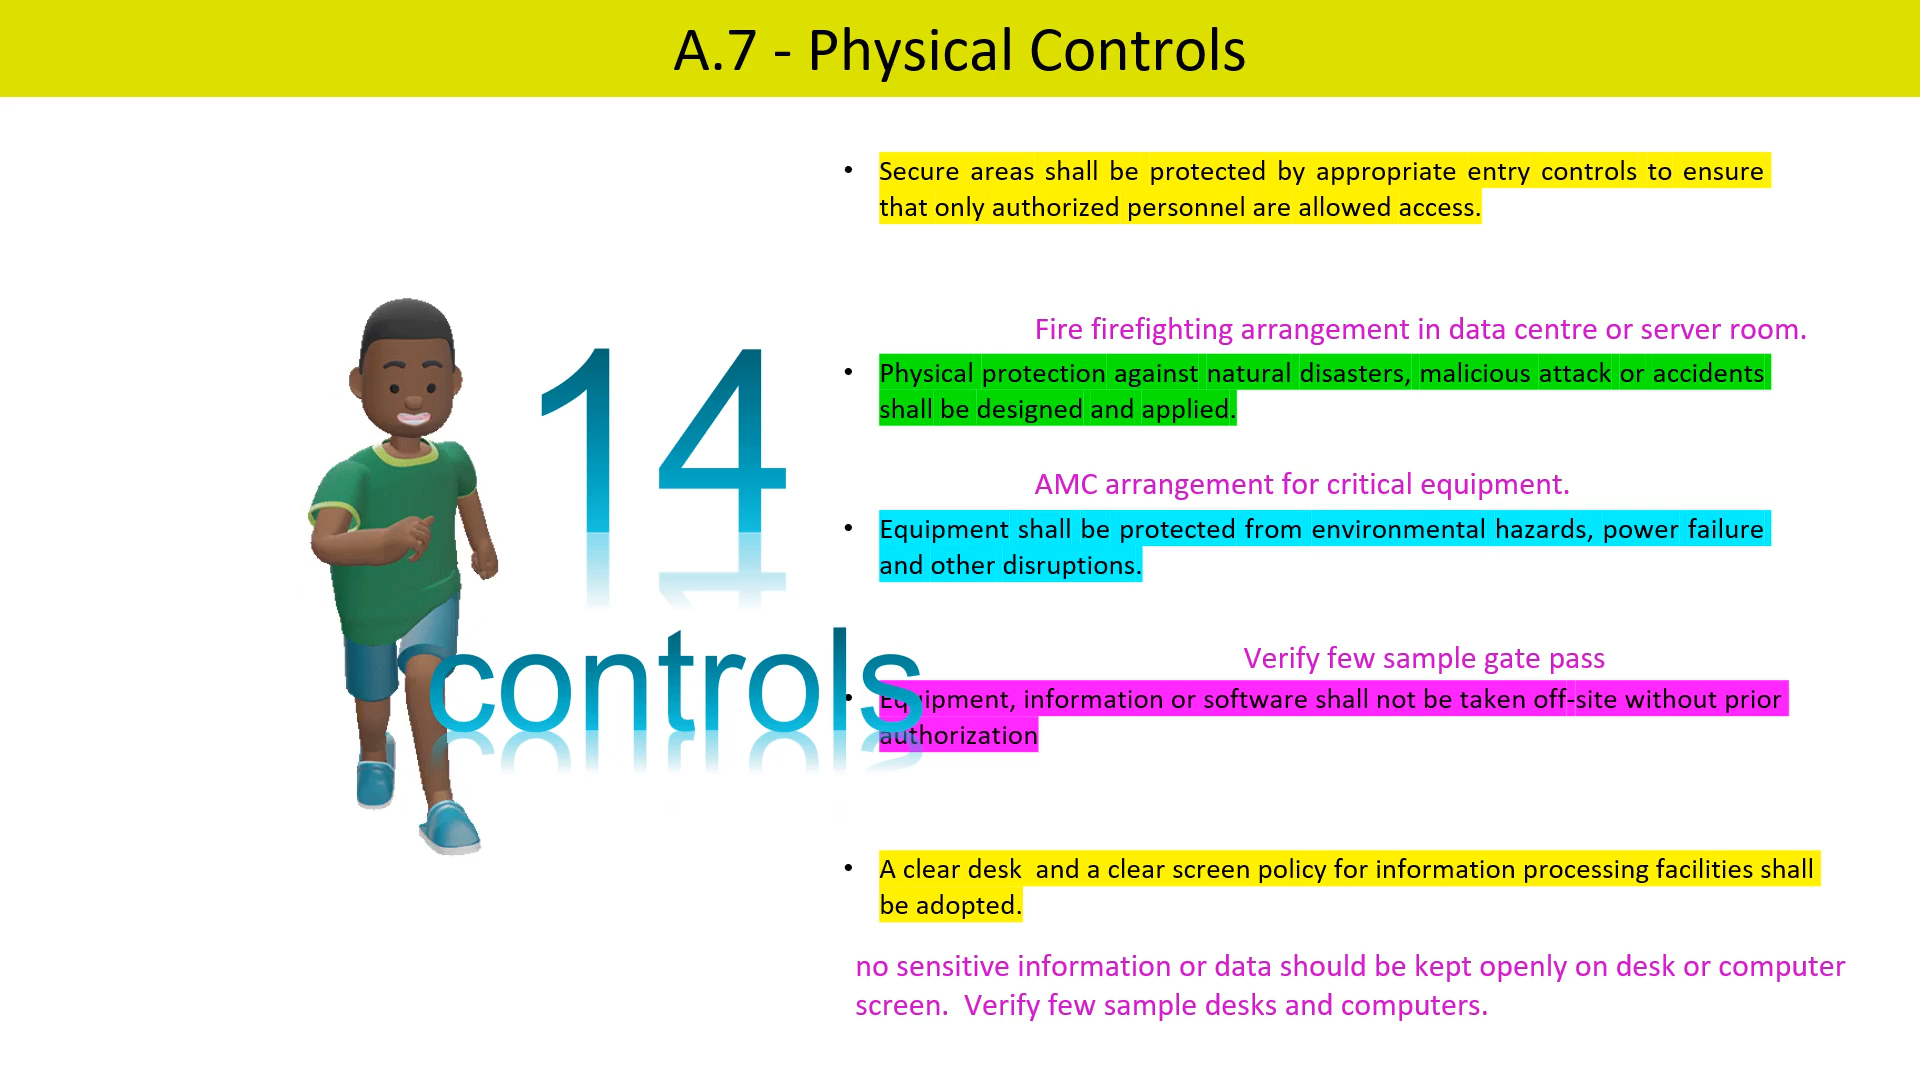 A.7 - Physical Controls
14
controls
• Secure areas shall be protected by appropriate entry controls to ensure
that only authorized personnel are allowed access.
Fire firefighting arrangement in data centre or server room.
• Physical protection against natural disasters, malicious attack or accidents
shall be designed and applied.
AMC arrangement for critical equipment.
• Equipment shall be protected from environmental hazards, power failure
and other disruptions.
Verify few sample gate pass
• Equipment, information or software shall not be taken off-site without prior
authorization
• A clear desk  and a clear screen policy for information processing facilities shall
be adopted.
no sensitive information or data should be kept openly on desk or computer
screen.  Verify few sample desks and computers.